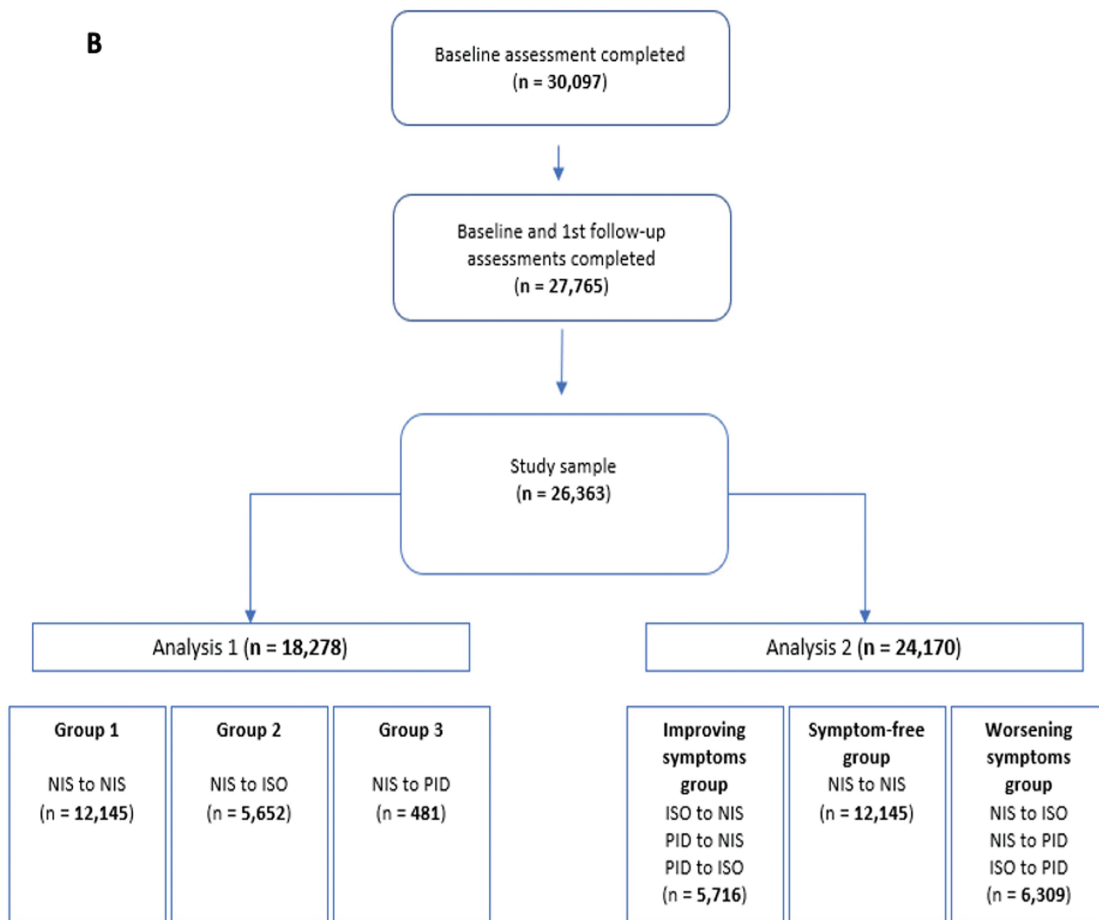 B
Baseline assessment completed
(n = 30,097)
Baseline and 1st follow-up
assessments completed
(n = 27,765)
Study sample
(n = 26,363)
Analysis 1 (n = 18,278)
Group 1
NIS to NIS
(n = 12,145)
Group 2
NIS to ISO
(n = 5,652)
Group 3
NIS to PID
(n = 481)
Analysis 2 (n = 24,170)
Improving
symptoms
group
ISO to NIS
PID to NIS
PID to ISO
(n = 5,716)
Symptom-free
group
NIS to NIS
(n = 12,145)
Worsening
symptoms
group
NIS to ISO
NIS to PID
ISO to PID
(n = 6,309)